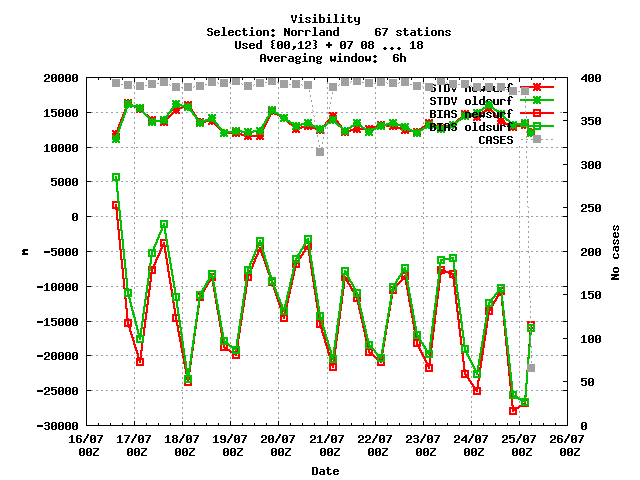 Visibility
Selection: Norrland     67 stations
Used {00,12} + 07 08 ... 18
Averaging window:  6h
STDV newsurf
STDV oldsurf
BIAS newsurf
BIAS oldsurf
CASES
20000
15000
10000
5000
0
-5000
-10000
-15000
-20000
-25000
-30000
m
400
350
300
250
200
150
100
50
0
No cases
16/07 17/07 18/07 19/07 20/07 21/07 22/07 23/07 24/07 25/07 26/07
00Z 00Z 00Z 00Z 00Z 00Z 00Z 00Z 00Z 00Z 00Z
Date